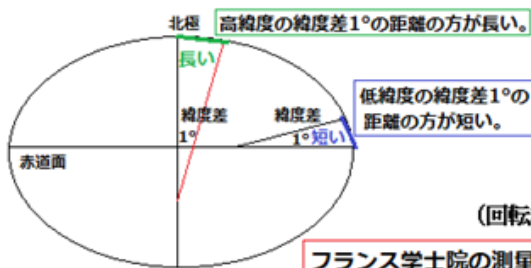 北極
高緯度の緯度差1°の距離の方が長い。
長い
低緯度の緯度差1°の
距離の方が短い。
緯度差
1°
緯度差
1°
短い
赤道面
(回転
フランス学士院の測量